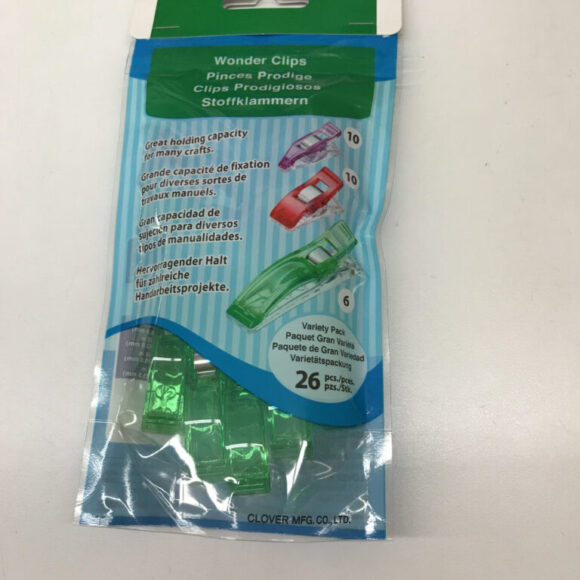 Wonder Clips
Pinces Prodige
Clips Prodigiosos
Stoffklammern
Great holding capacity
for many crafts.
Grande capacité de fixation
pour diverses sortes de
travaux manuels.
Gran capacidad de
sujeción para diversos
tipos de manualidades.
Hervorragender Halt
für zahlreiche
Handarbeitsprojekte.
10
10
6
Variety Pack
Paquet Gran Variété
Paquete de Gran Variedad
Varietätspackung
26 pcs./pces.
pzs./Stk.
CLOVER MFG.CO.,LTD.